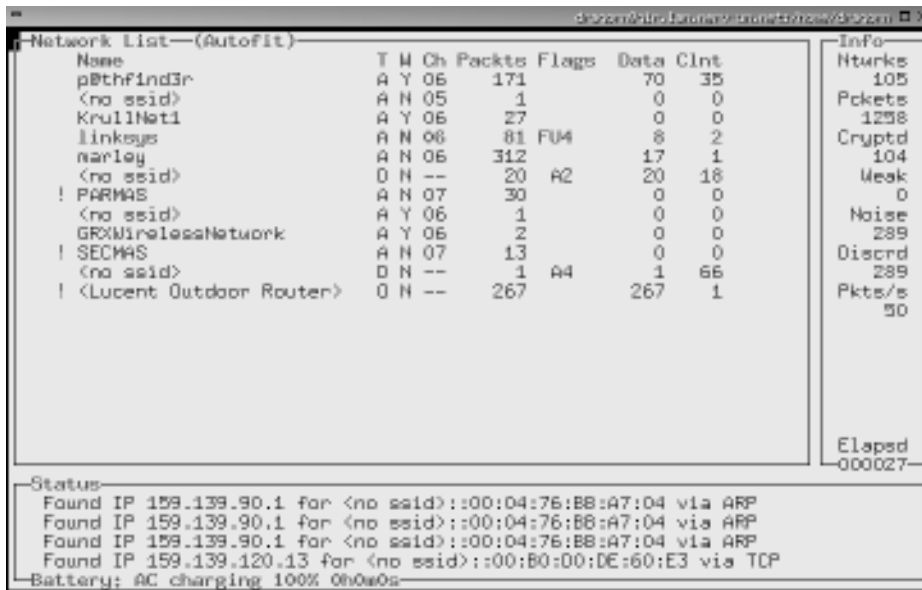 Network List—(Autofit)
Name T W Ch Packts Flags Data Clnt
p0thf1nd3r A Y 06 171 70 35
<no ssid> A N 05 1 0 0
KrullNet1 A Y 06 27 0 0
linksys A N 06 81 FU4 8 2
marley A N 06 312 17 1
<no ssid> D N -- 20 A2 20 18
! PARMAS A N 07 30 0 0
<no ssid> A Y 06 1 0 0
GRXWirelessNetwork A Y 06 2 0 0
! SECMAS A N 07 13 0 0
<no ssid> D N -- 1 A4 1 66
! <Lucent Outdoor Router> O N -- 267 267 1
Info
Ntwrks
105
Pckets
1258
Cryptd
104
Weak
0
Noise
289
Discrd
289
Pkts/s
50
Elapsd
000027
Status
Found IP 159.139.90.1 for <no ssid>::00:04:76:BB:A7:04 via ARP
Found IP 159.139.90.1 for <no ssid>::00:04:76:BB:A7:04 via ARP
Found IP 159.139.90.1 for <no ssid>::00:04:76:BB:A7:04 via ARP
Found IP 159.139.120.13 for <no ssid>::00:B0:D0:DE:60:E3 via TCP
Battery: AC charging 100% 0h0m0s